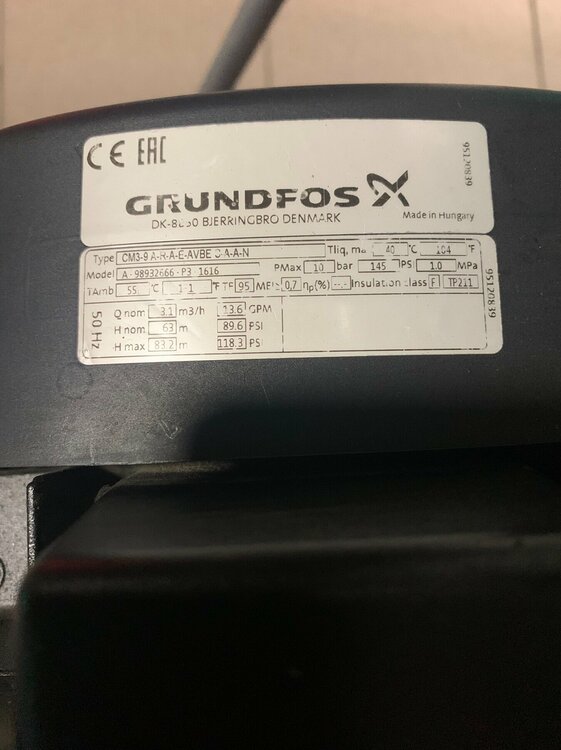 CE EAC
GRUNDFOS
DK-8850 BJERRINGBRO DENMARK
Made in Hungary
95120839
Type CM3-9 A-R-A-E-AVBE A-A-N Tliq, 40 °C 104 °F
Model A - 98932666 - P3 1616 PMax 10 bar 145 PSI 1.0 MPa
TAmb 55 °C °F TF 95 MEI 0,7 ηp(%) --.- Insulation class F TP211
50 Hz
Q nom 3.1 m3/h 13.6 GPM
H nom 63 m 89.6 PSI
H max 83.2 m 118.3 PSI
95120839